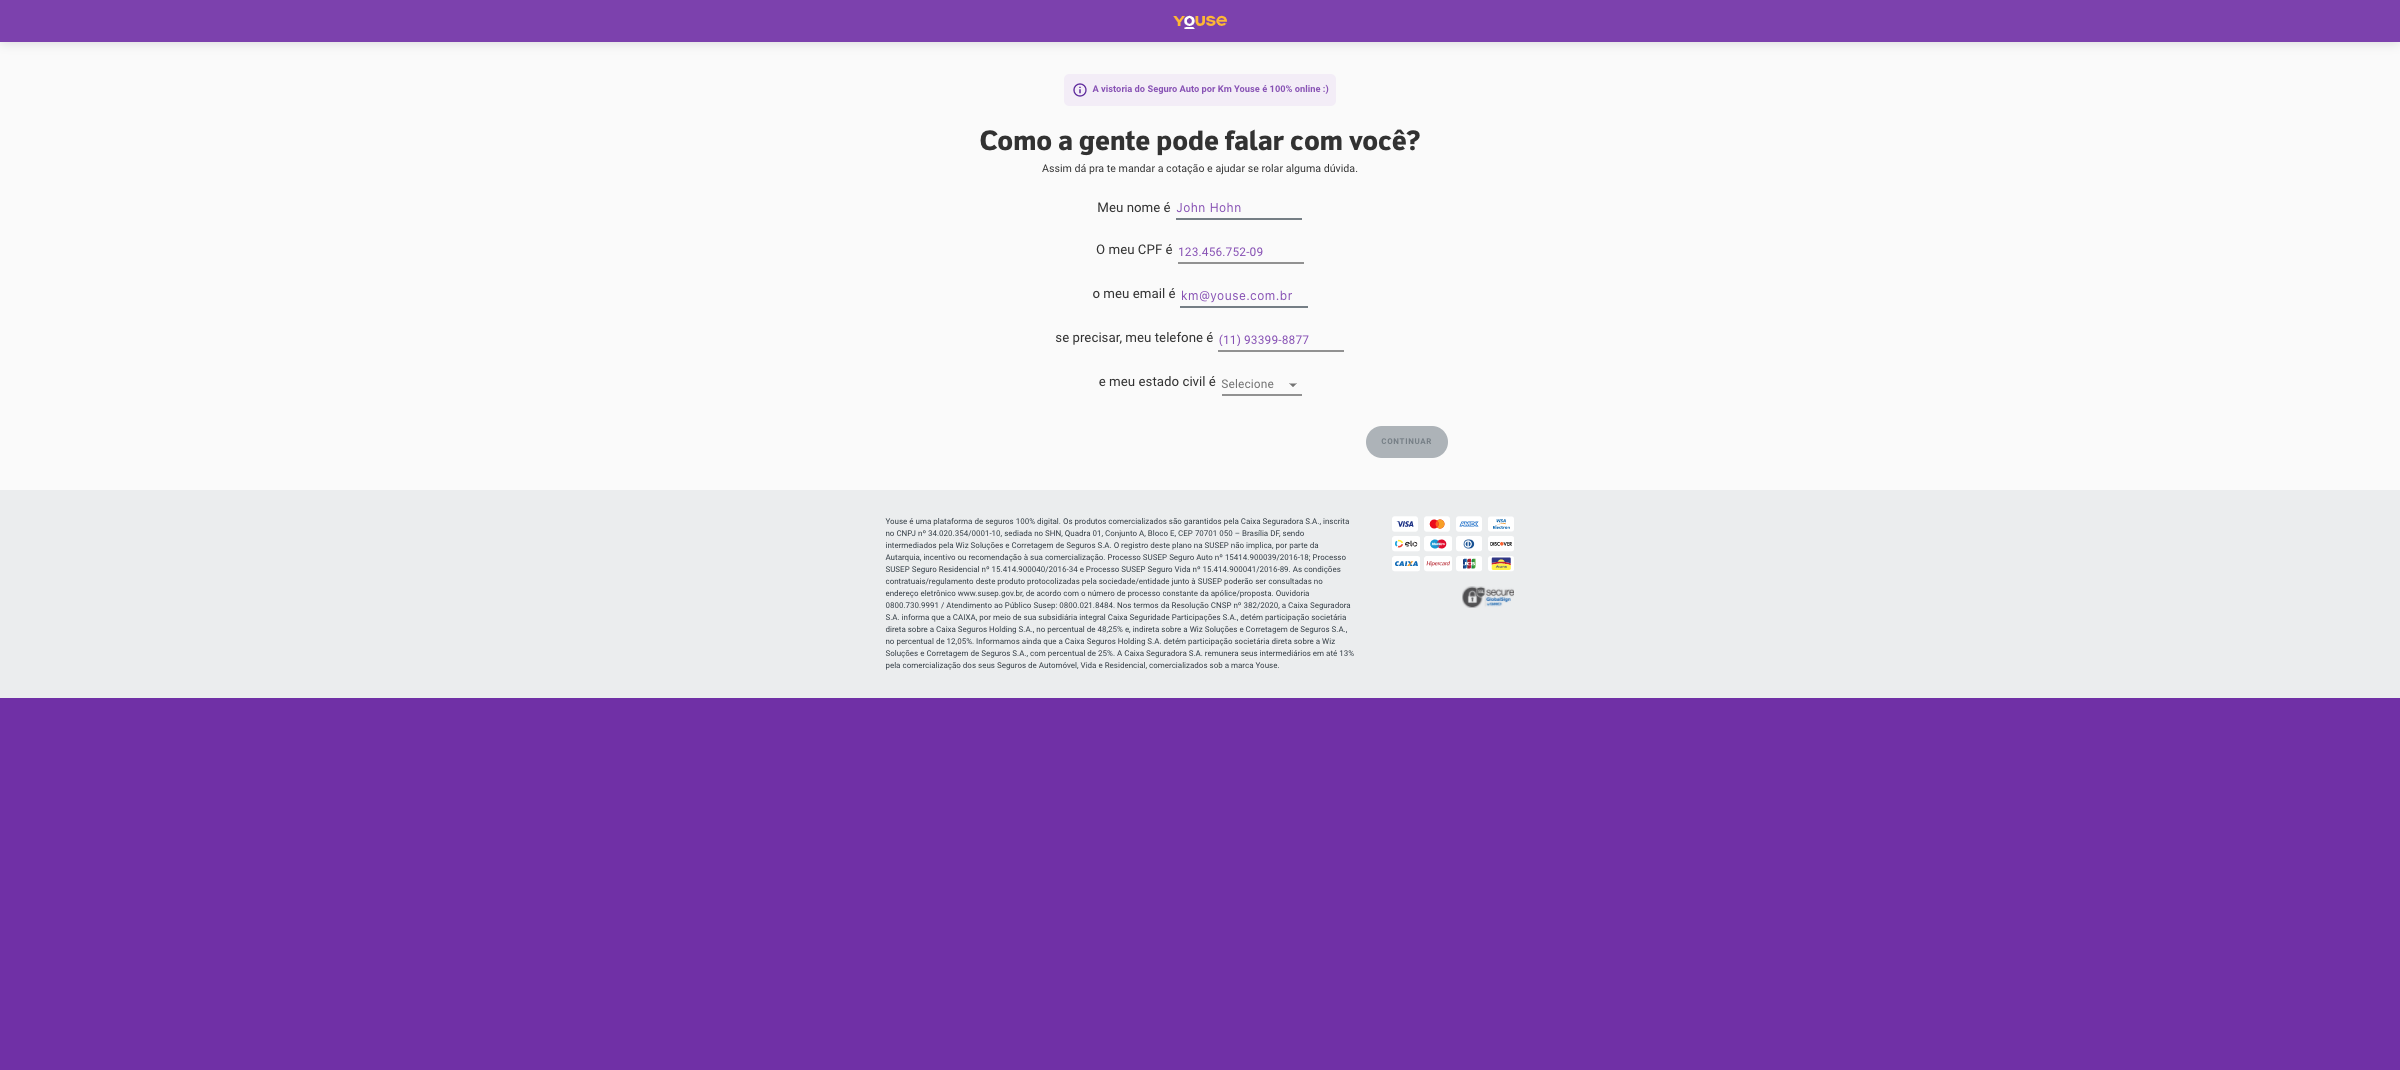 Youse
A vistoria do Seguro Auto por Km Youse é 100% online :)
Como a gente pode falar com você?
Assim dá pra te mandar a cotação e ajudar se rolar alguma dúvida.
Meu nome é John Hohn
O meu CPF é 123.456.752-09
o meu email é km@youse.com.br
se precisar, meu telefone é (11) 93399-8877
e meu estado civil é Selecione
CONTINUAR
Youse é uma plataforma de seguros 100% digital. Os produtos comercializados são garantidos pela Caixa Seguradora S.A., inscrita
no CNPJ nº 34.020.354/0001-10, sediada no SHN, Quadra 01, Conjunto A, Bloco E, CEP 70701 050 – Brasília DF, sendo
intermediados pela Wiz Soluções e Corretagem de Seguros S.A. O registro deste plano na SUSEP não implica, por parte da
Autarquia, incentivo ou recomendação à sua comercialização. Processo SUSEP Seguro Auto nº 15414.900039/2016-18; Processo
SUSEP Seguro Residencial nº 15.414.900040/2016-34 e Processo SUSEP Seguro Vida nº 15.414.900041/2016-89. As condições
contratuais/regulamento deste produto protocolizadas pela sociedade/entidade junto à SUSEP poderão ser consultadas no
endereço eletrônico www.susep.gov.br, de acordo com o número de processo constante da apólice/proposta. Ouvidoria
0800.730.9991 / Atendimento ao Público Susep: 0800.021.8484. Nos termos da Resolução CNSP nº 382/2020, a Caixa Seguradora
S.A. informa que a CAIXA, por meio de sua subsidiária integral Caixa Seguridade Participações S.A., detém participação societária
direta sobre a Caixa Seguros Holding S.A., no percentual de 48,25% e, indireta sobre a Wiz Soluções e Corretagem de Seguros S.A.,
no percentual de 12,05%. Informamos ainda que a Caixa Seguros Holding S.A. detém participação societária direta sobre a Wiz
Soluções e Corretagem de Seguros S.A., com percentual de 25%. A Caixa Seguradora S.A. remunera seus intermediários em até 13%
pela comercialização dos seus Seguros de Automóvel, Vida e Residencial, comercializados sob a marca Youse.
VISA
AMEX
VISA
Electron
elo
DISCOVER
CAIXA
Hipercard
JCB
Aura
secure
GlobalSign